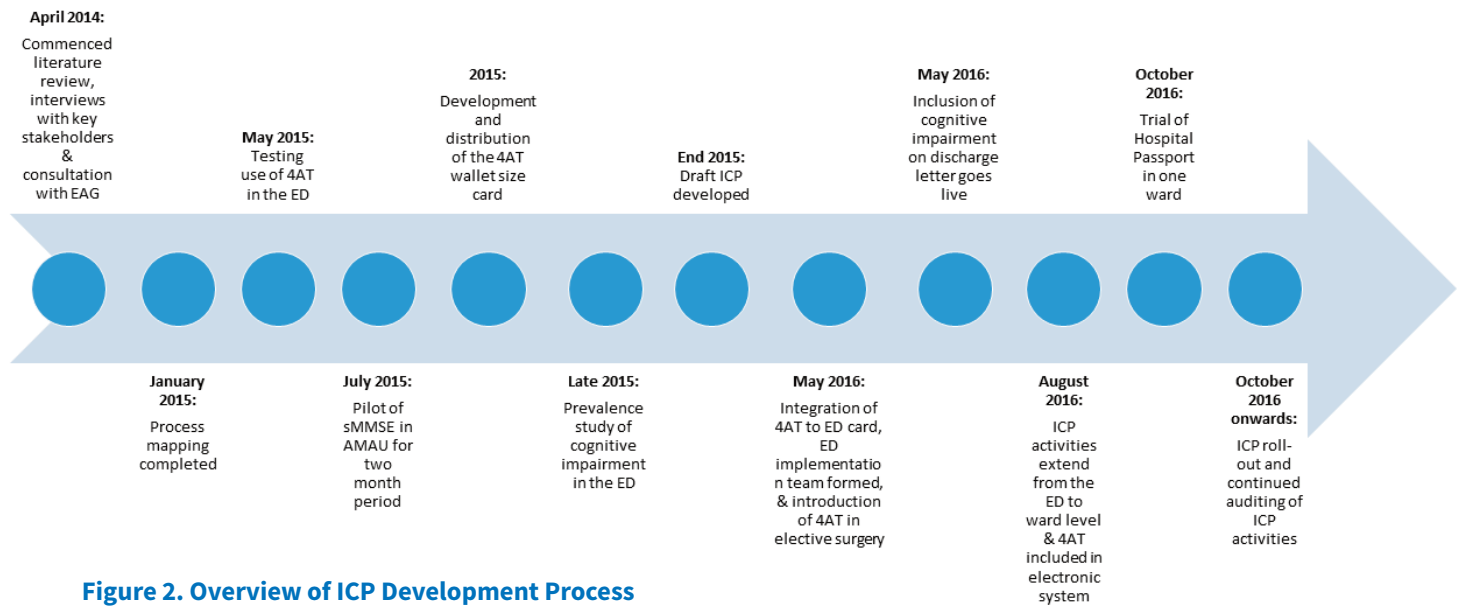 April 2014:
Commenced
literature
review,
interviews
with key
stakeholders
&
consultation
with EAG
January
2015:
Process
mapping
completed
May 2015:
Testing
use of 4AT
in the ED
July 2015:
Pilot of
sMMSE in
AMAU for
two
month
period
2015:
Development
and
distribution
of the 4AT
wallet size
card
Late 2015:
Prevalence
study of
cognitive
impairment
in the ED
End 2015:
Draft ICP
developed
May 2016:
Integration of
4AT to ED card,
ED
implementatio
n team formed,
& introduction
of 4AT in
elective surgery
May 2016:
Inclusion of
cognitive
impairment
on discharge
letter goes
live
August
2016:
ICP
activities
extend
from the
ED to
ward level
& 4AT
included in
electronic
system
October
2016:
Trial of
Hospital
Passport
in one
ward
October
2016
onwards:
ICP roll-
out and
continued
auditing of
ICP
activities
Figure 2. Overview of ICP Development Process